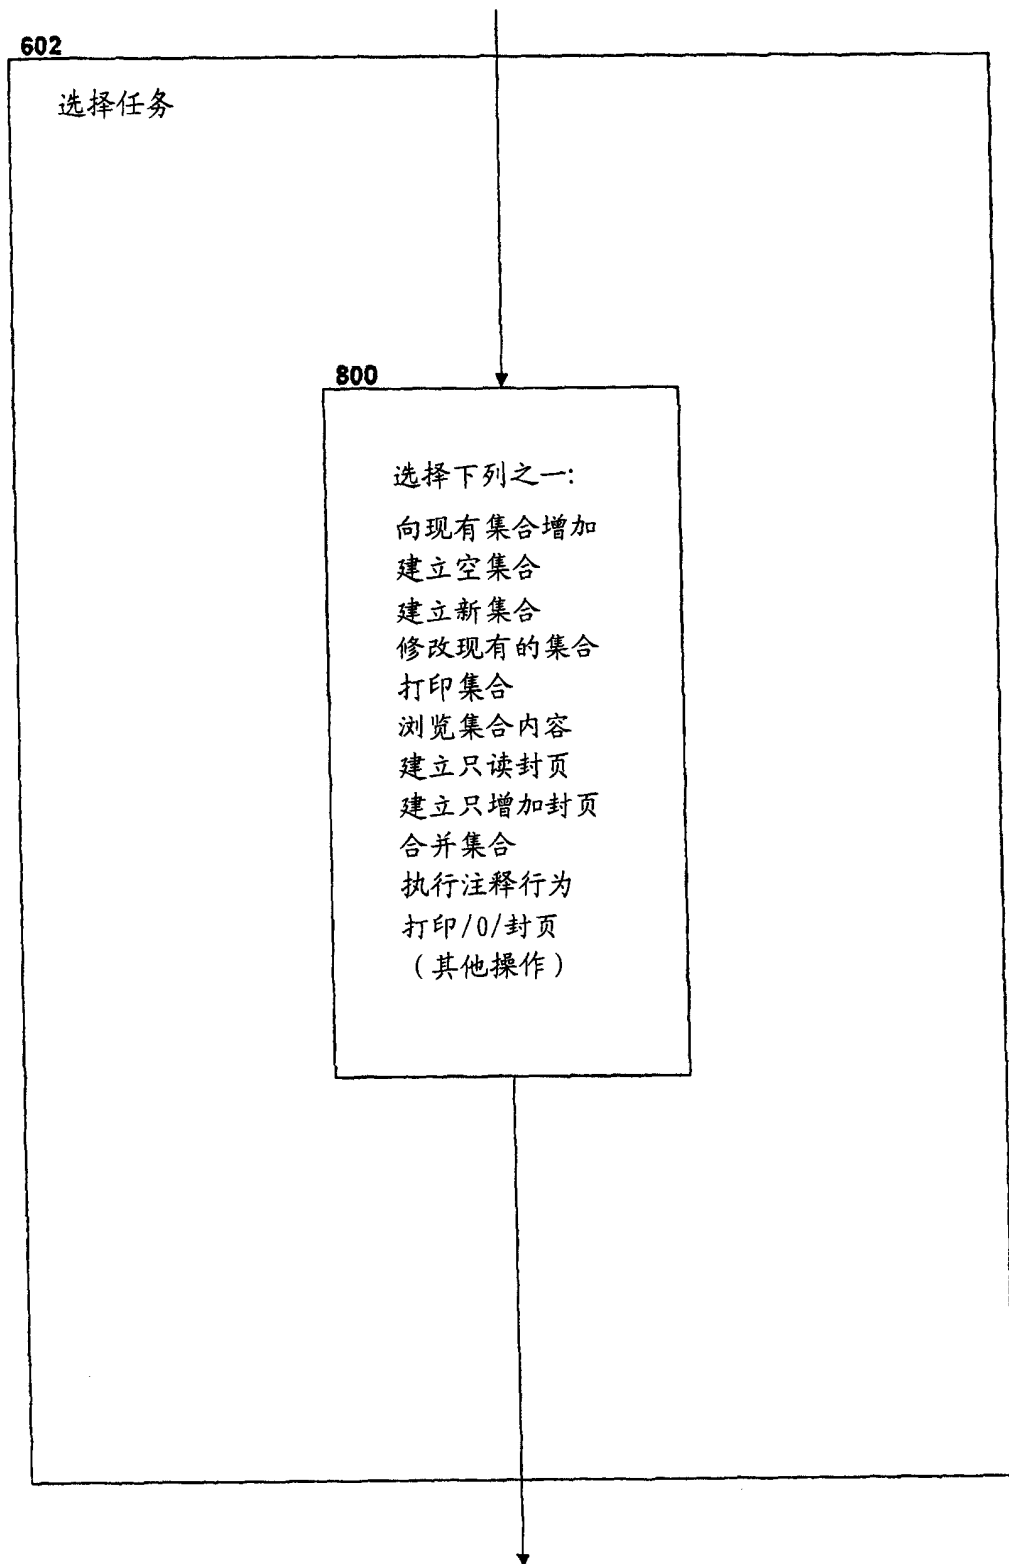 602
选择任务
800
选择下列之一:
向现有集合增加
建立空集合
建立新集合
修改现有的集合
打印集合
浏览集合内容
建立只读封页
建立只增加封页
合并集合
执行注释行为
打印/0/封页
(其他操作)